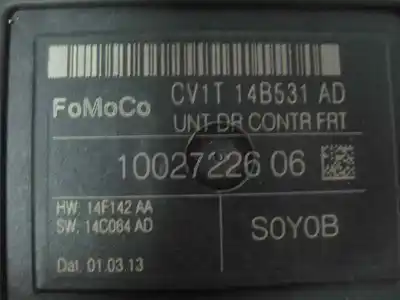 FoMoCo
CV1T 14B531 AD
UNT DR CONTR FRT
10027226 06
HW: 14F142 AA
SW: 14C064 AD
S0Y0B
Dat. 01.03.13